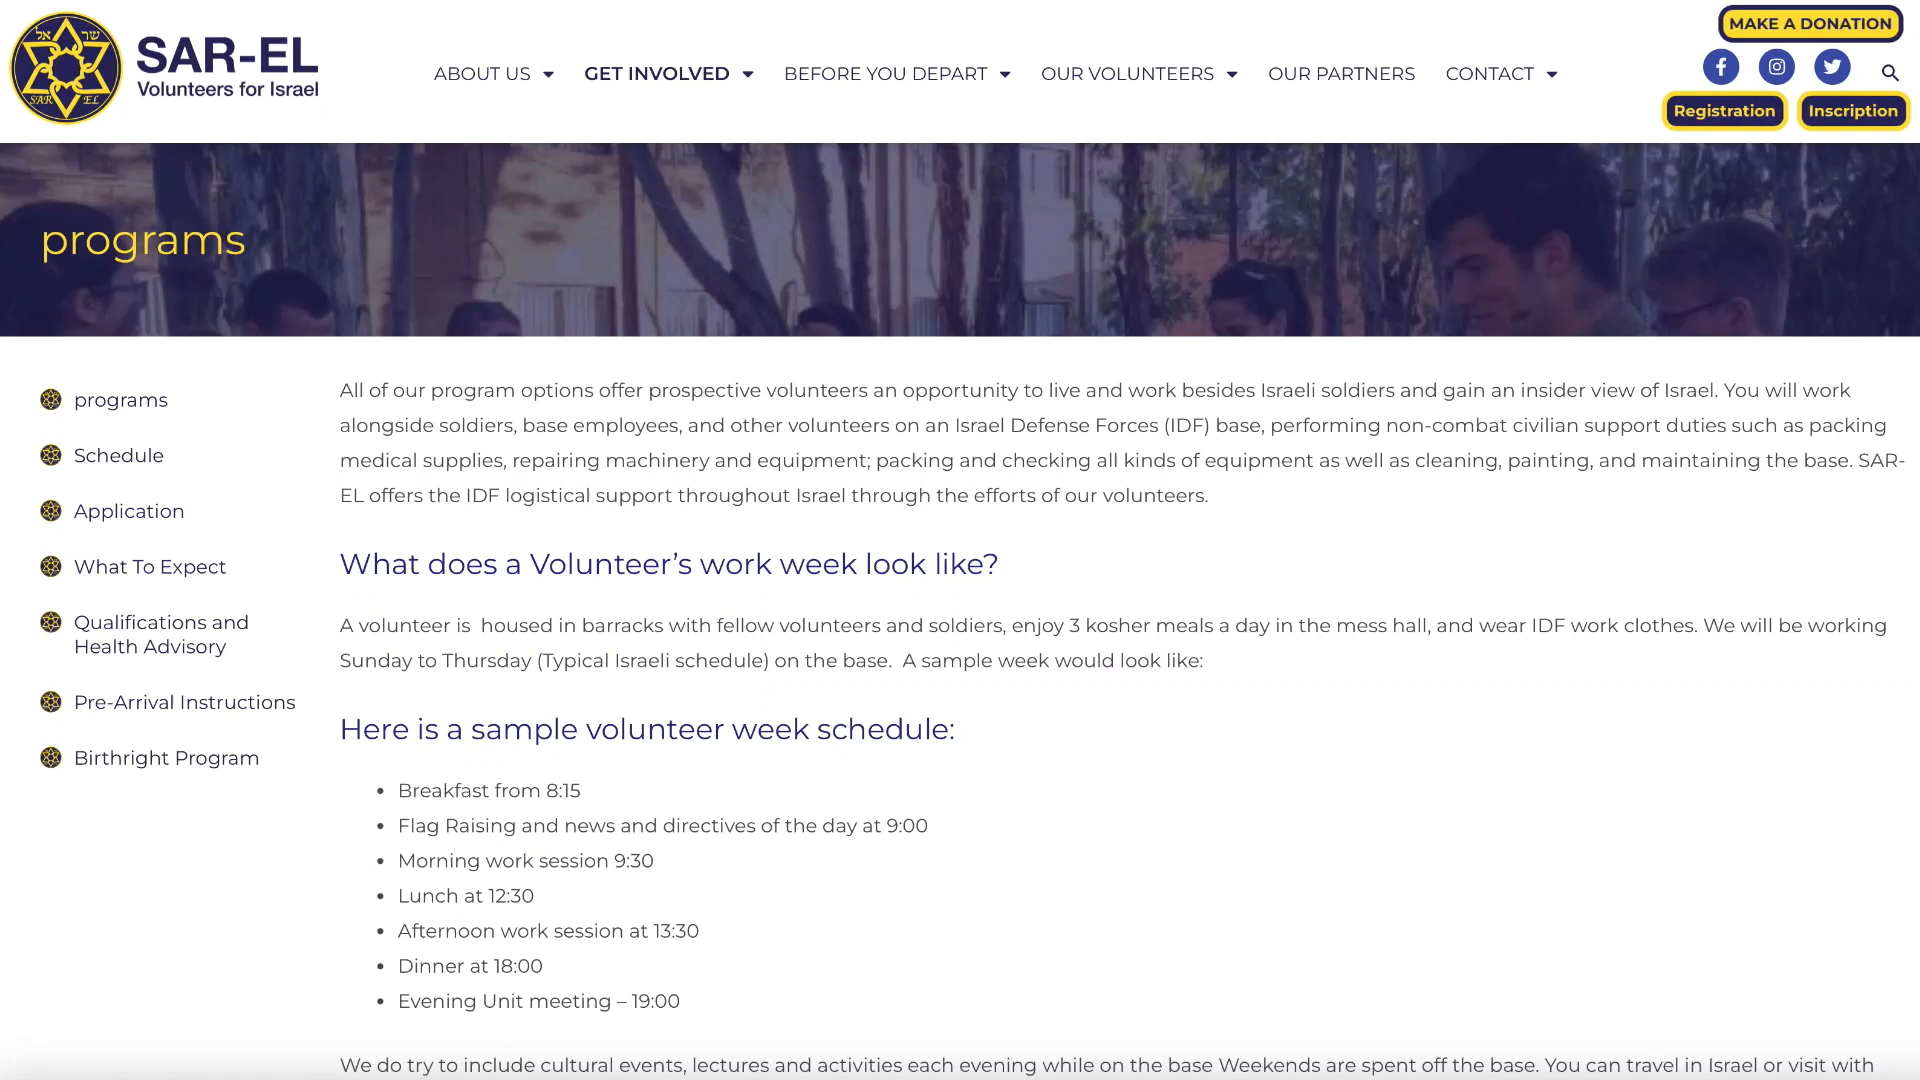 שר אל
SAR EL
SAR-EL
Volunteers for Israel
ABOUT US
GET INVOLVED
BEFORE YOU DEPART
OUR VOLUNTEERS
OUR PARTNERS
CONTACT
MAKE A DONATION
Registration
Inscription
programs
programs
Schedule
Application
What To Expect
Qualifications and
Health Advisory
Pre-Arrival Instructions
Birthright Program
All of our program options offer prospective volunteers an opportunity to live and work besides Israeli soldiers and gain an insider view of Israel. You will work
alongside soldiers, base employees, and other volunteers on an Israel Defense Forces (IDF) base, performing non-combat civilian support duties such as packing
medical supplies, repairing machinery and equipment; packing and checking all kinds of equipment as well as cleaning, painting, and maintaining the base. SAR-
EL offers the IDF logistical support throughout Israel through the efforts of our volunteers.
What does a Volunteer’s work week look like?
A volunteer is  housed in barracks with fellow volunteers and soldiers, enjoy 3 kosher meals a day in the mess hall, and wear IDF work clothes. We will be working
Sunday to Thursday (Typical Israeli schedule) on the base.  A sample week would look like:
Here is a sample volunteer week schedule:
• Breakfast from 8:15
• Flag Raising and news and directives of the day at 9:00
• Morning work session 9:30
• Lunch at 12:30
• Afternoon work session at 13:30
• Dinner at 18:00
• Evening Unit meeting – 19:00
We do try to include cultural events, lectures and activities each evening while on the base Weekends are spent off the base. You can travel in Israel or visit with